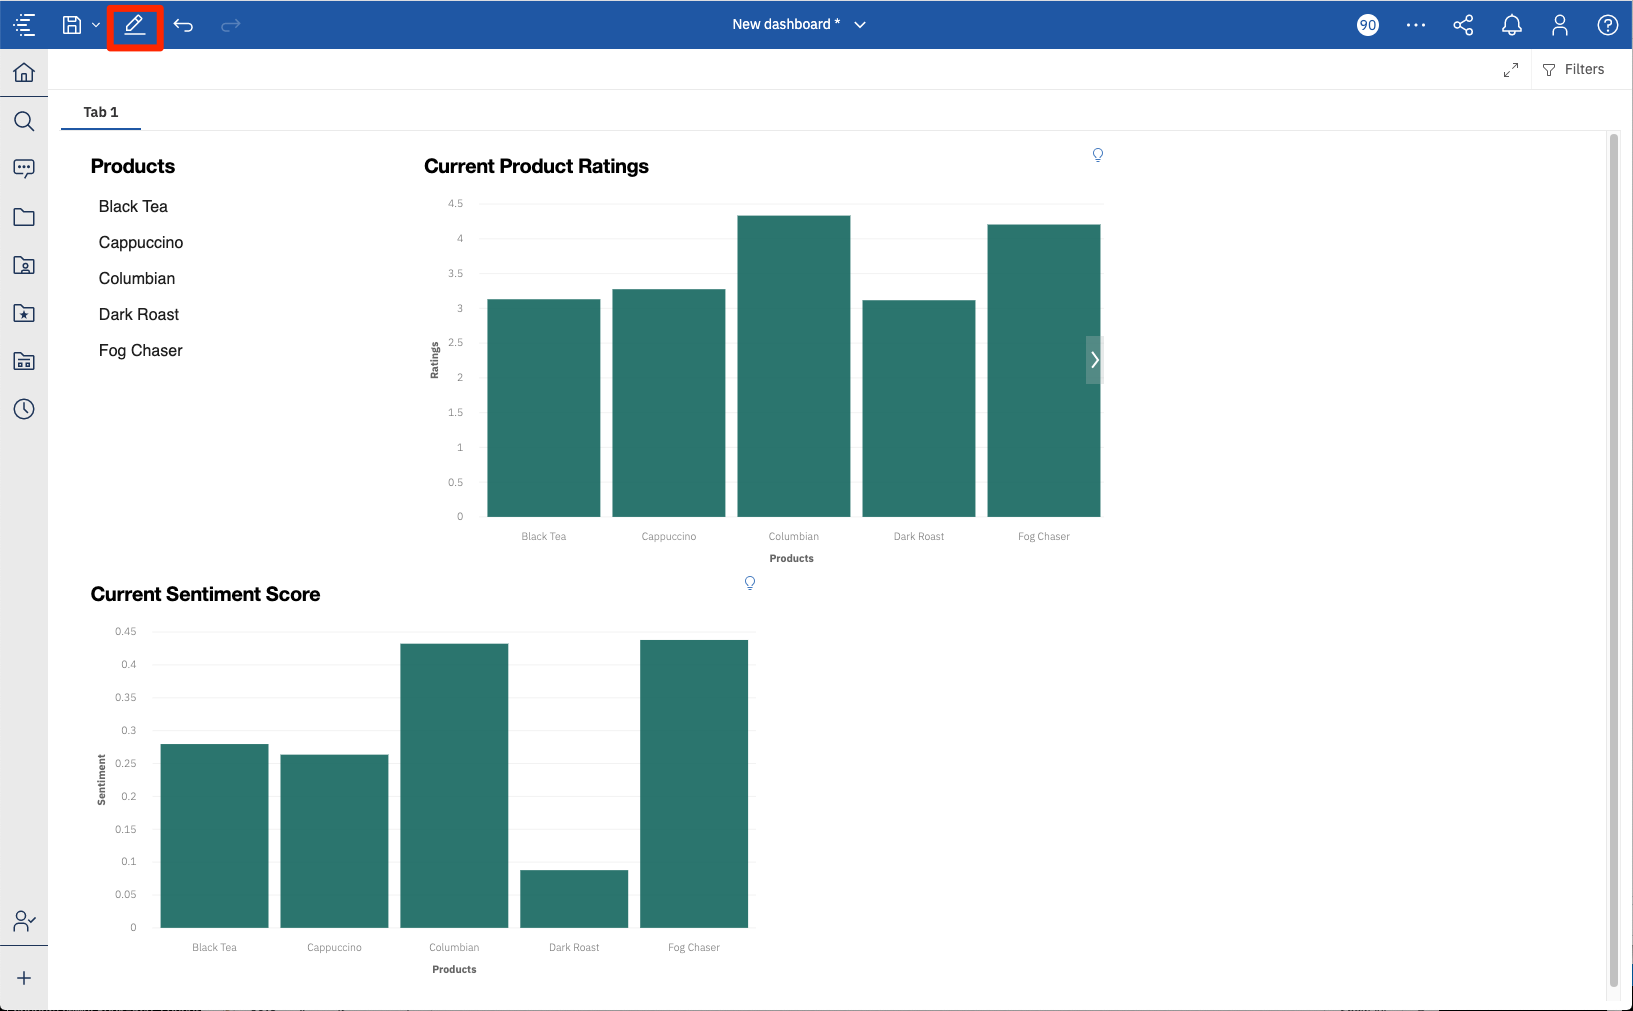 New dashboard *
90
Filters
Tab 1
Products
Black Tea
Cappuccino
Columbian
Dark Roast
Fog Chaser
Current Product Ratings
4.5
4
3.5
3
2.5
2
1.5
1
0.5
0
Ratings
Black Tea Cappuccino Columbian Dark Roast Fog Chaser
Products
Current Sentiment Score
0.45
0.4
0.35
0.3
0.25
0.2
0.15
0.1
0.05
0
Sentiment
Black Tea Cappuccino Columbian Dark Roast Fog Chaser
Products